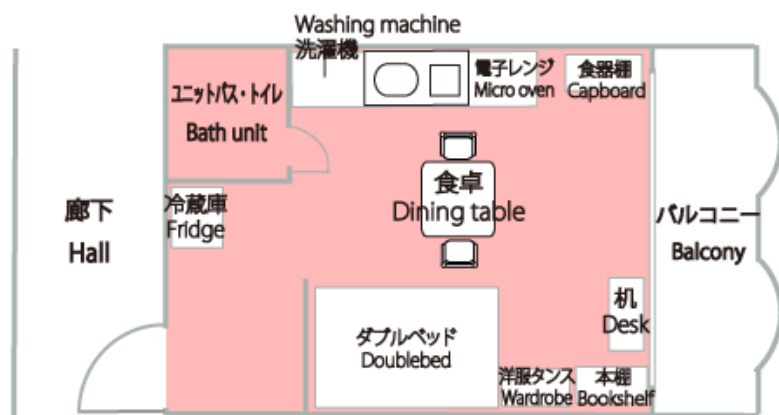 Washing machine
洗濯機
ユニットバス・トイレ
Bath unit
電子レンジ
Micro oven
食器棚
Capboard
廊下
Hall
冷蔵庫
Fridge
食卓
Dining table
バルコニー
Balcony
机
Desk
ダブルベッド
Doublebed
洋服タンス
Wardrobe
本棚
Bookshelf